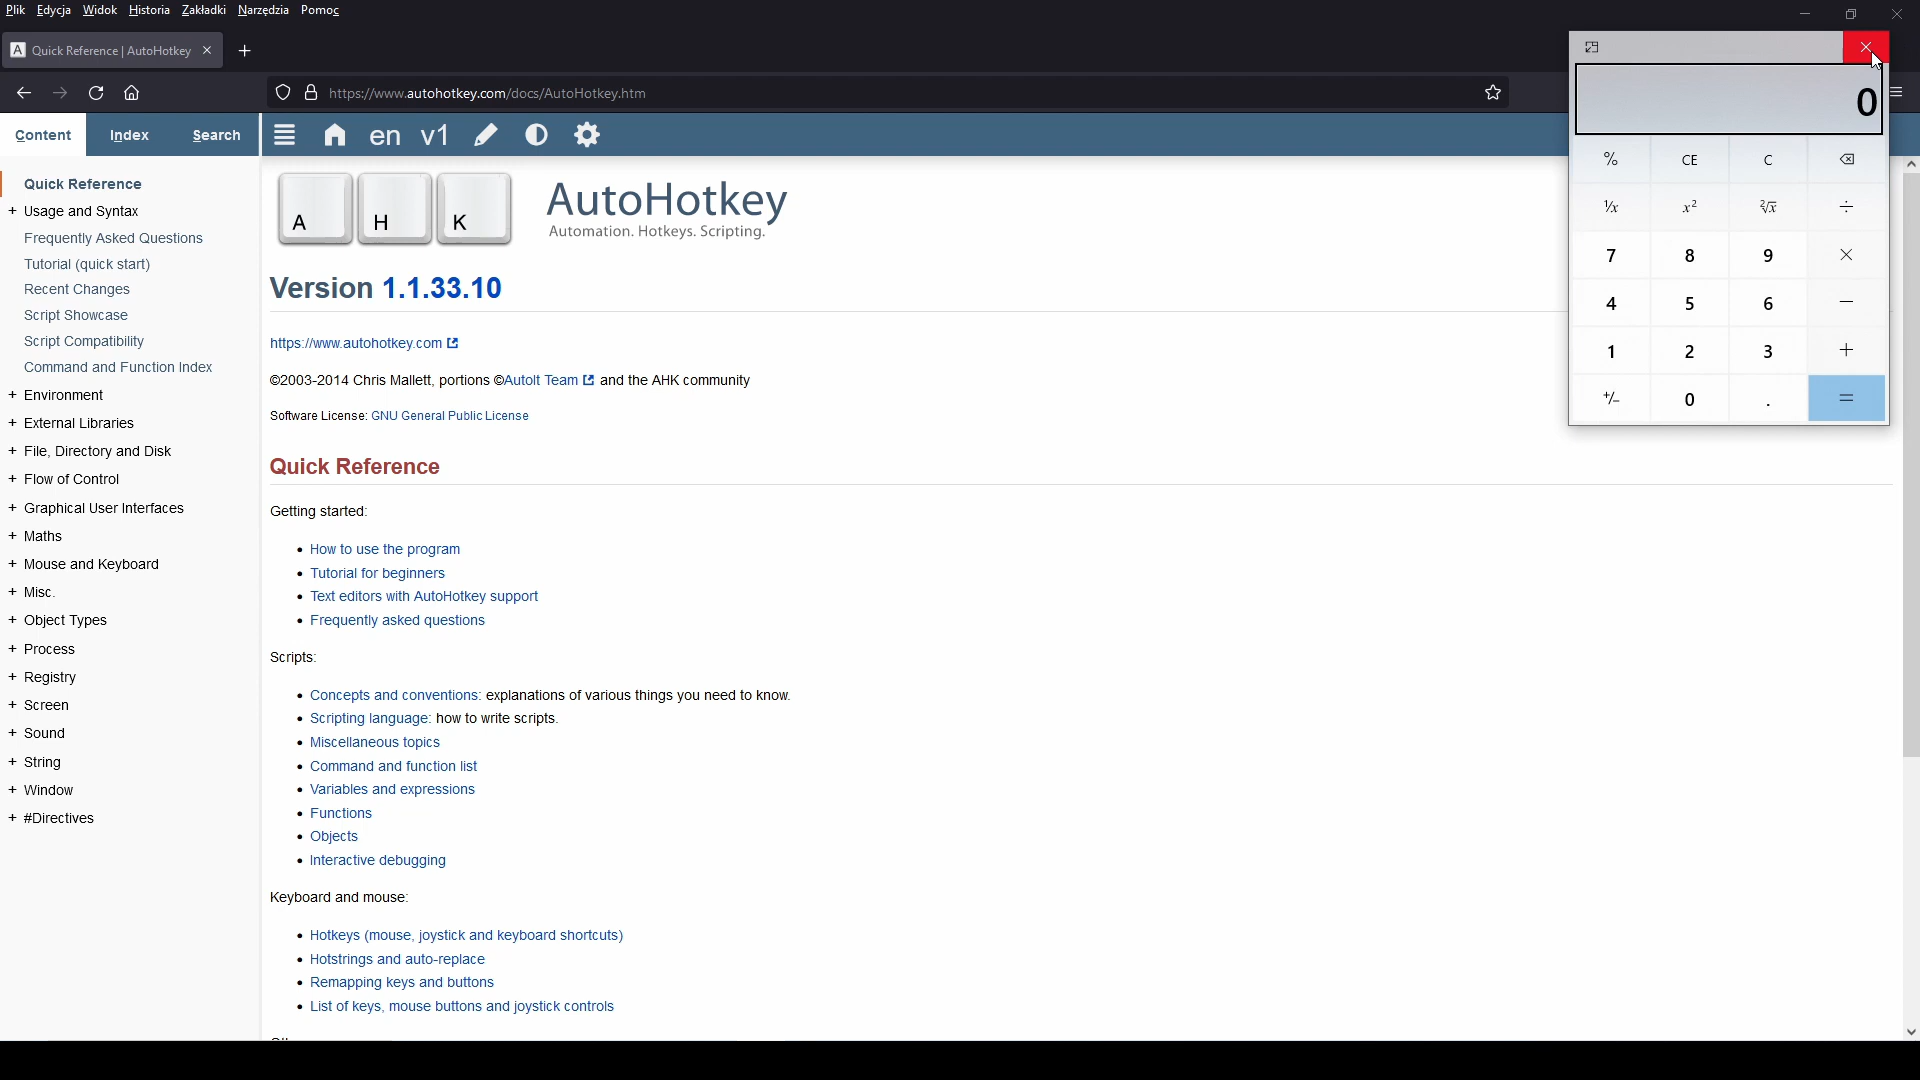 Plik Edycja Widok Historia Zakładki Narzędzia Pomoc
Quick Reference | AutoHotkey
https://www.autohotkey.com/docs/AutoHotkey.htm
Content Index Search
en v1
Quick Reference
+ Usage and Syntax
Frequently Asked Questions
Tutorial (quick start)
Recent Changes
Script Showcase
Script Compatibility
Command and Function Index
+ Environment
+ External Libraries
+ File, Directory and Disk
+ Flow of Control
+ Graphical User Interfaces
+ Maths
+ Mouse and Keyboard
+ Misc.
+ Object Types
+ Process
+ Registry
+ Screen
+ Sound
+ String
+ Window
+ #Directives
A H K
AutoHotkey
Automation. Hotkeys. Scripting.
Version 1.1.33.10
https://www.autohotkey.com
©2003-2014 Chris Mallett, portions ©AutoIt Team and the AHK community
Software License: GNU General Public License
Quick Reference
Getting started:
• How to use the program
• Tutorial for beginners
• Text editors with AutoHotkey support
• Frequently asked questions
Scripts:
• Concepts and conventions: explanations of various things you need to know.
• Scripting language: how to write scripts.
• Miscellaneous topics
• Command and function list
• Variables and expressions
• Functions
• Objects
• Interactive debugging
Keyboard and mouse:
• Hotkeys (mouse, joystick and keyboard shortcuts)
• Hotstrings and auto-replace
• Remapping keys and buttons
• List of keys, mouse buttons and joystick controls
0
% CE C
⅟x x² ²√x ÷
7 8 9 ×
4 5 6 −
1 2 3 +
+/− 0 . =